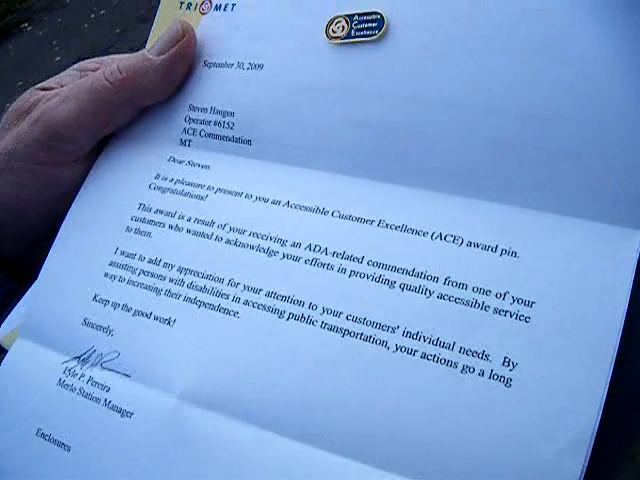 TRI MET
Accessible
Customer
Excellence
September 30, 2009
Steven Haugen
Operator #6152
ACE Commendation
MT
Dear Steven
It is a pleasure to present to you an Accessible Customer Excellence (ACE) award pin.
Congratulations!
This award is a result of your receiving an ADA-related commendation from one of your
customers who wanted to acknowledge your efforts in providing quality accessible service
to them.
I want to add my appreciation for your attention to your customers' individual needs. By
assisting persons with disabilities in accessing public transportation, your actions go a long
way to increasing their independence.
Keep up the good work!
Sincerely,
Lyle P. Pereira
Merlo Station Manager
Enclosures